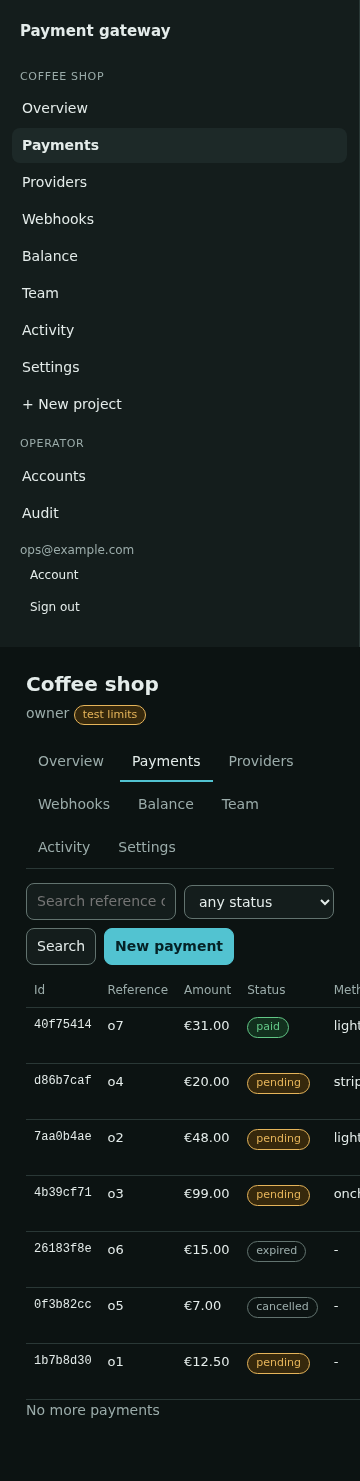 Payment gateway
COFFEE SHOP
Overview
Payments
Providers
Webhooks
Balance
Team
Activity
Settings
+ New project
OPERATOR
Accounts
Audit
ops@example.com
Account
Sign out
Coffee shop
owner test limits
Overview Payments Providers
Webhooks Balance Team
Activity Settings
Search reference any status
Search New payment
Id Reference Amount Status
40f75414 o7 €31.00 paid light
d86b7caf o4 €20.00 pending
7aa0b4ae o2 €48.00 pending light
4b39cf71 o3 €99.00 pending
26183f8e o6 €15.00 expired -
0f3b82cc o5 €7.00 cancelled -
1b7b8d30 o1 €12.50 pending
No more payments